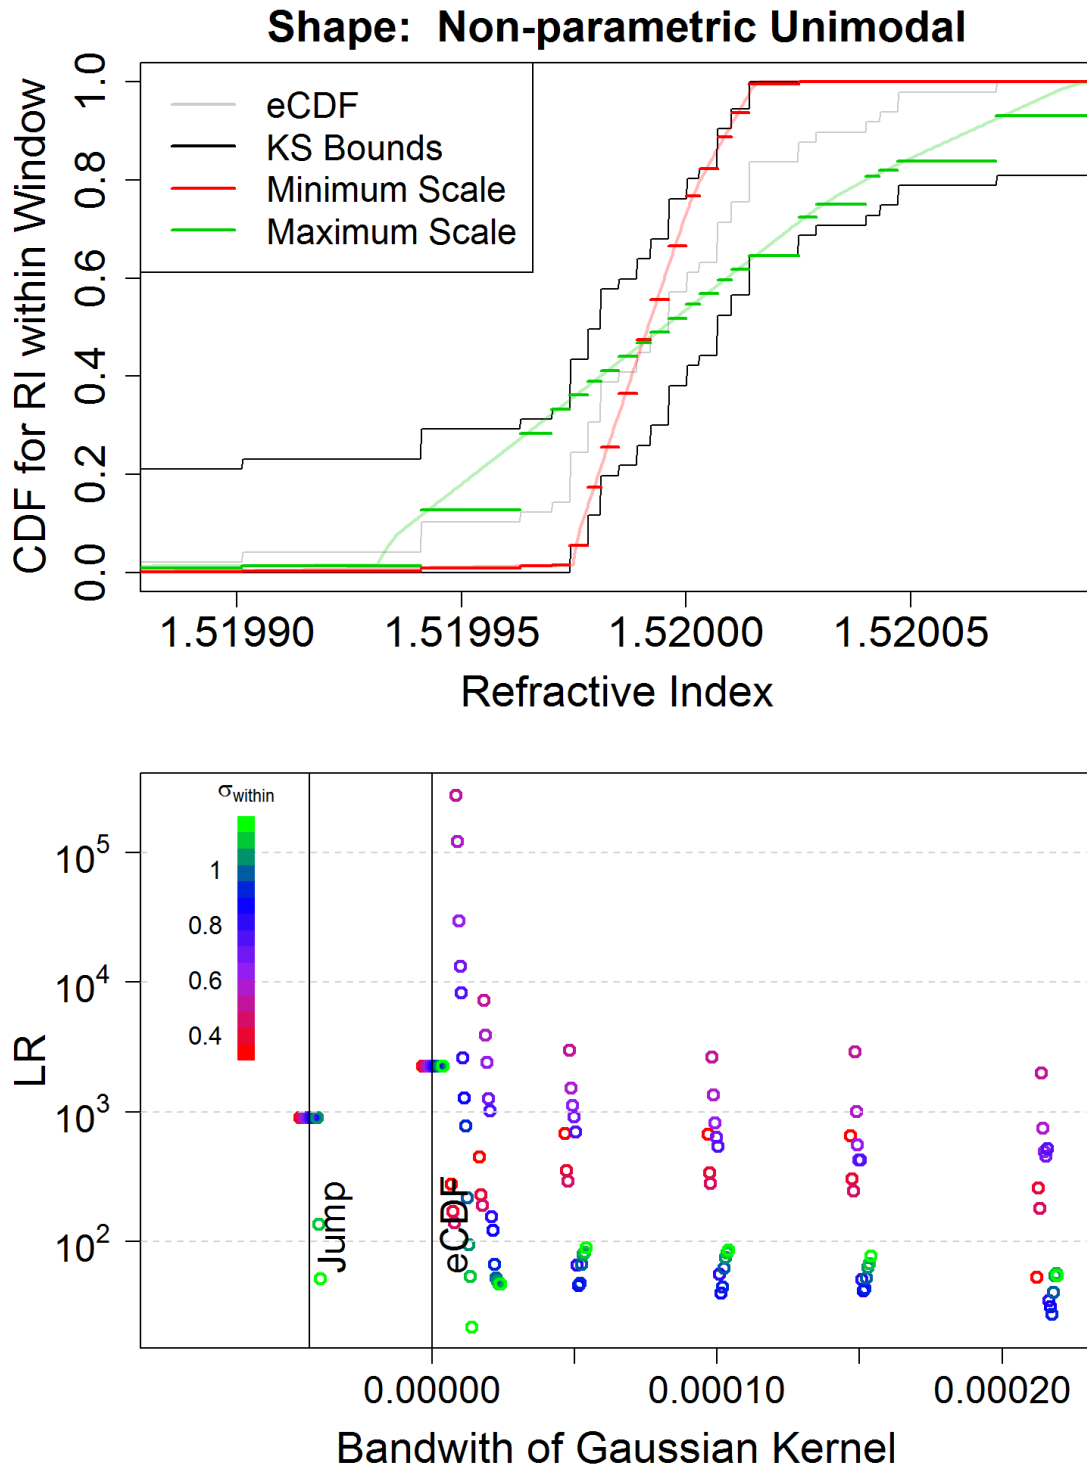 Shape:  Non-parametric Unimodal
CDF for RI within Window
1.0
0.8
0.6
0.4
0.2
0.0
eCDF
KS Bounds
Minimum Scale
Maximum Scale
1.51990
1.51995
1.52000
1.52005
Refractive Index
LR
10^5
10^4
10^3
10^2
σwithin
1
0.8
0.6
0.4
Jump
eCDF
0.00000
0.00010
0.00020
Bandwith of Gaussian Kernel